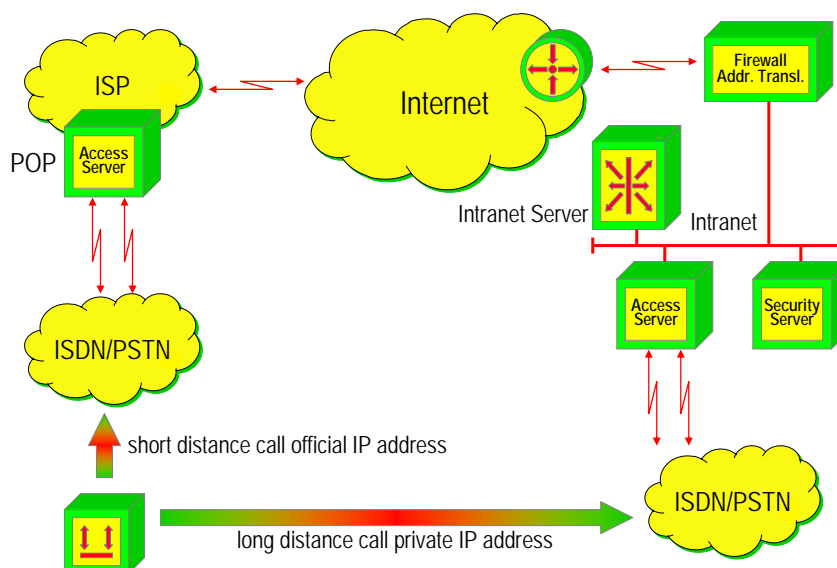 ISP
Internet
Firewall
Addr. Transl.
POP
Access
Server
Intranet Server
Intranet
Access
Server
Security
Server
ISDN/PSTN
short distance call official IP address
ISDN/PSTN
long distance call private IP address